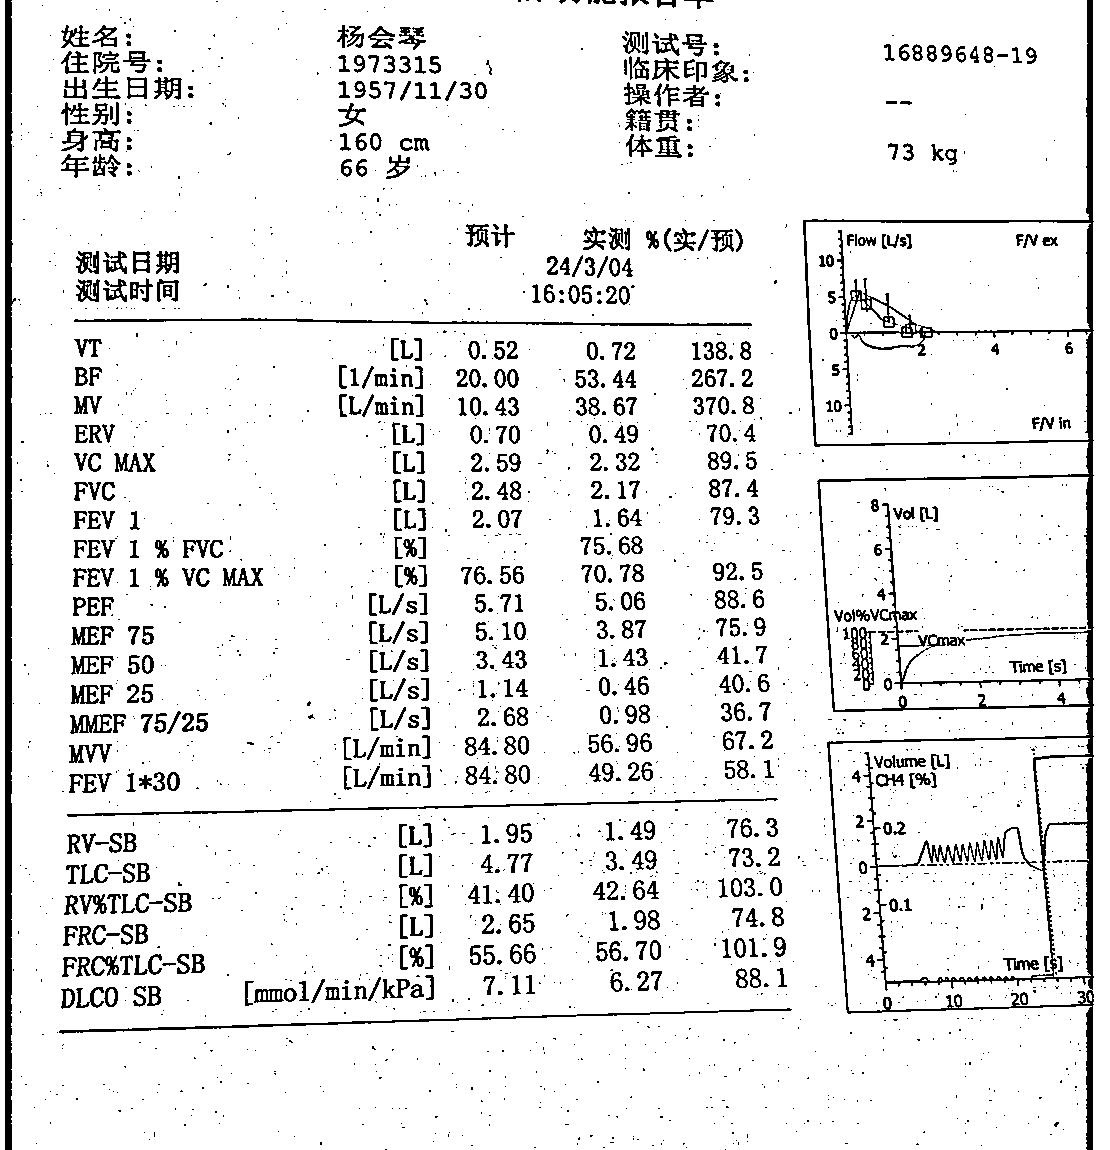 姓名: 杨会琴 测试号: 16889648-19
住院号: 1973315 临床印象:
出生日期: 1957/11/30 操作者: --
性别: 女 籍贯:
身高: 160 cm 体重: 73 kg
年龄: 66 岁
预计 实测 %(实/预)
测试日期 24/3/04
测试时间 16:05:20
VT [L] 0.52 0.72 138.8
BF [1/min] 20.00 53.44 267.2
MV [L/min] 10.43 38.67 370.8
ERV [L] 0.70 0.49 70.4
VC MAX [L] 2.59 2.32 89.5
FVC [L] 2.48 2.17 87.4
FEV 1 [L] 2.07 1.64 79.3
FEV 1 % FVC [%] 75.68
FEV 1 % VC MAX [%] 76.56 70.78 92.5
PEF [L/s] 5.71 5.06 88.6
MEF 75 [L/s] 5.10 3.87 75.9
MEF 50 [L/s] 3.43 1.43 41.7
MEF 25 [L/s] 1.14 0.46 40.6
MMEF 75/25 [L/s] 2.68 0.98 36.7
MVV [L/min] 84.80 56.96 67.2
FEV 1*30 [L/min] 84.80 49.26 58.1
RV-SB [L] 1.95 1.49 76.3
TLC-SB [L] 4.77 3.49 73.2
RV%TLC-SB [%] 41.40 42.64 103.0
FRC-SB [L] 2.65 1.98 74.8
FRC%TLC-SB [%] 55.66 56.70 101.9
DLCO SB [mmol/min/kPa] 7.11 6.27 88.1
Flow [L/s] F/V ex
10
5
0
2 4 6
5
10
F/V in
8 Vol [L]
6
4
Vol%VCmax
100 2 VCmax
80
60
40
20
0 0 Time [s]
0 2 4
4 Volume [L]
CH4 [%]
2 0.2
0
2 0.1
4 Time [s]
0 10 20 30